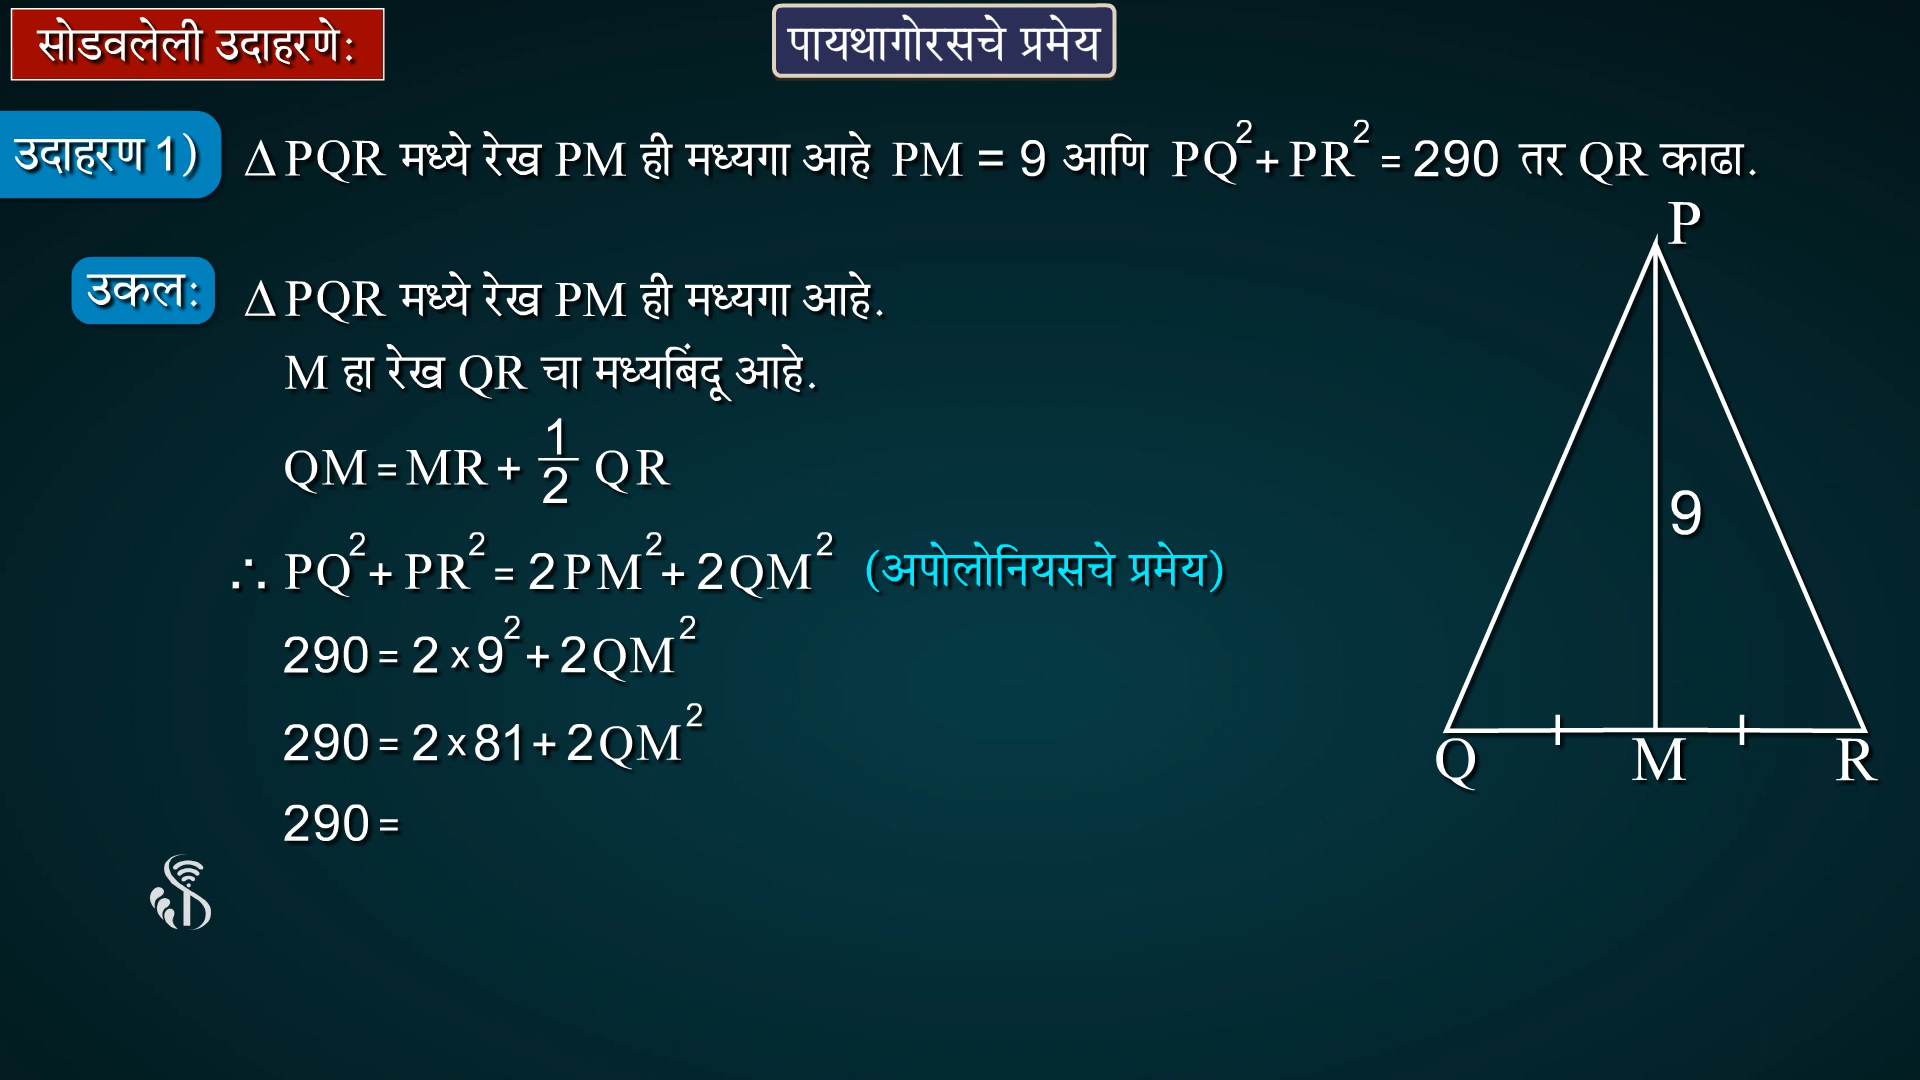 सोडवलेली उदाहरणे:
पायथागोरसचे प्रमेय
उदाहरण 1) Δ PQR मध्ये रेख PM ही मध्यगा आहे PM = 9 आणि PQ² + PR² = 290 तर QR काढा.
उकल: Δ PQR मध्ये रेख PM ही मध्यगा आहे.
M हा रेख QR चा मध्यबिंदू आहे.
QM = MR + 1/2 QR
∴ PQ² + PR² = 2PM² + 2QM² (अपोलोनियसचे प्रमेय)
290 = 2 × 9² + 2QM²
290 = 2 × 81 + 2QM²
290 =
P
9
Q M R